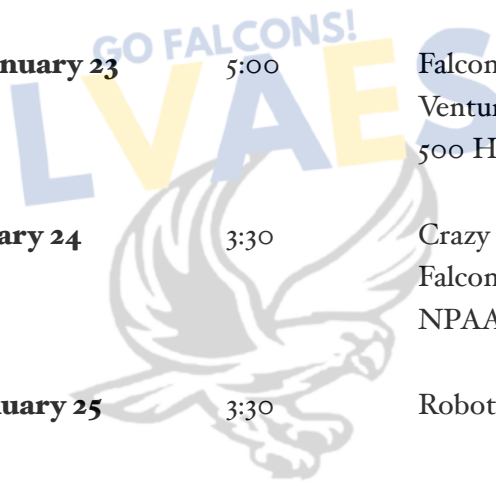 GO FALCONS!
LVAES
nuary 23 5:00 Falcon
Ventur
500 H
ary 24 3:30 Crazy
Falcon
NPAA
uary 25 3:30 Robot